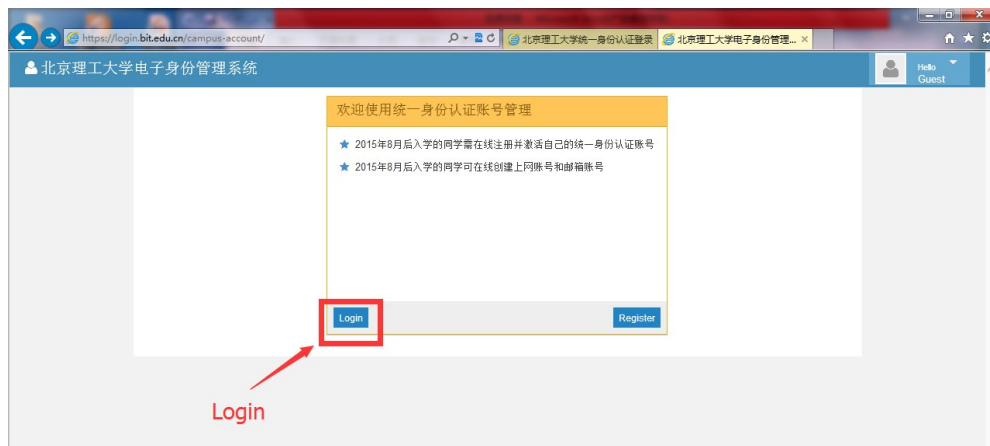 https://login.bit.edu.cn/campus-account/
北京理工大学统一身份认证登录
北京理工大学电子身份管理...
北京理工大学电子身份管理系统
Hello
Guest
欢迎使用统一身份认证账号管理
2015年8月后入学的同学需在线注册并激活自己的统一身份认证账号
2015年8月后入学的同学可在线创建上网账号和邮箱账号
Login
Register
Login